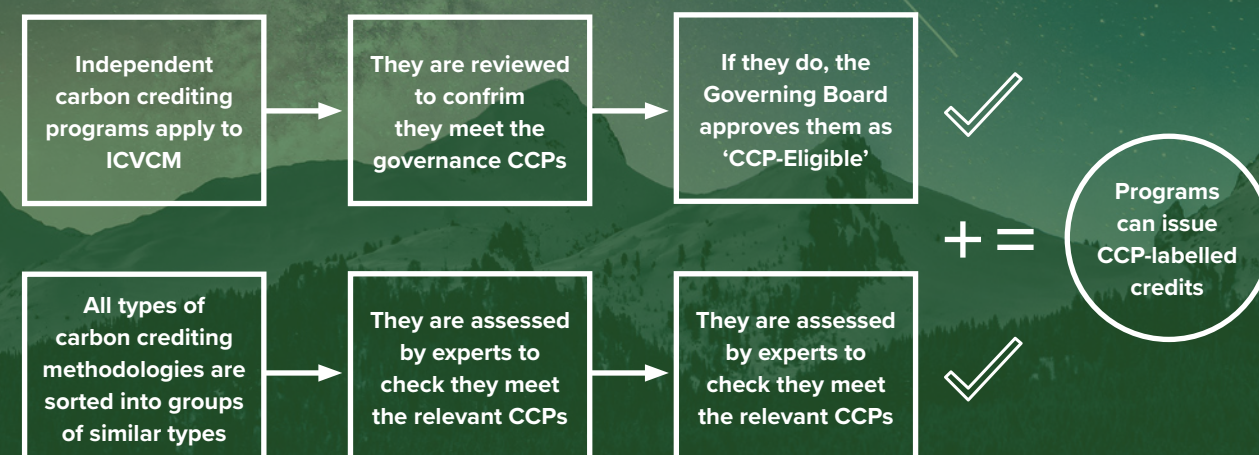 Independent
carbon crediting
programs apply to
ICVCM
They are reviewed
to confrim
they meet the
governance CCPs
If they do, the
Governing Board
approves them as
‘CCP-Eligible’
All types of
carbon crediting
methodologies are
sorted into groups
of similar types
They are assessed
by experts to
check they meet
the relevant CCPs
They are assessed
by experts to
check they meet
the relevant CCPs
+ =
Programs
can issue
CCP-labelled
credits